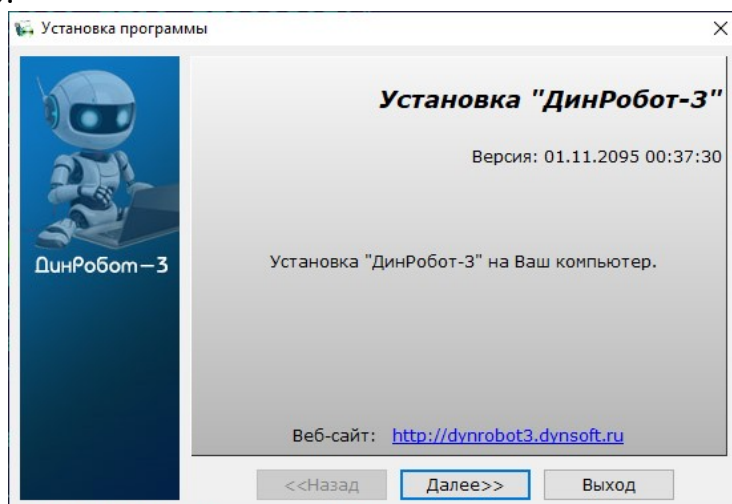 Установка программы
Установка "ДинРобот-3"
Версия: 01.11.2095 00:37:30
ДинРобот-3
Установка "ДинРобот-3" на Ваш компьютер.
Веб-сайт: http://dynrobot3.dynsoft.ru
<<Назад Далее>> Выход